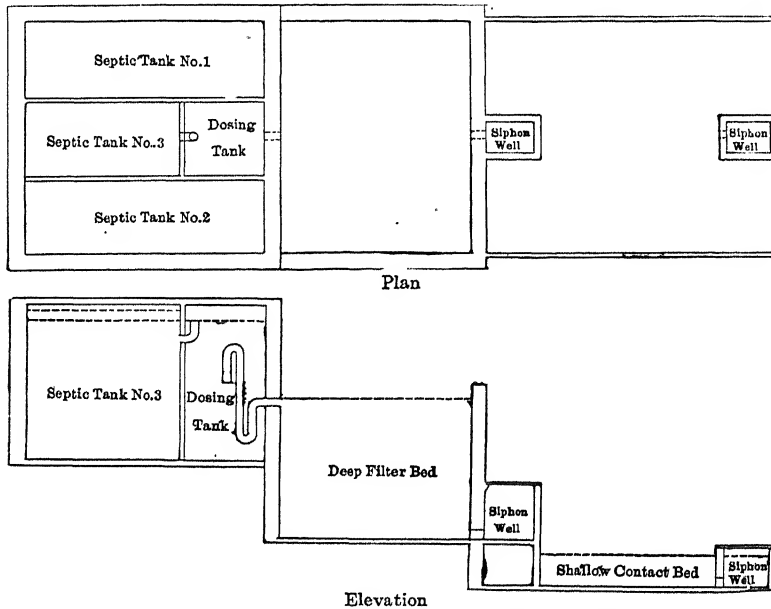 Septic Tank No.1
Septic Tank No.3
Dosing
Tank
Septic Tank No.2
Siphon
Well
Siphon
Well
Plan
Septic Tank No.3
Dosing
Tank
Deep Filter Bed
Siphon
Well
Shallow Contact Bed
Siphon
Well
Elevation